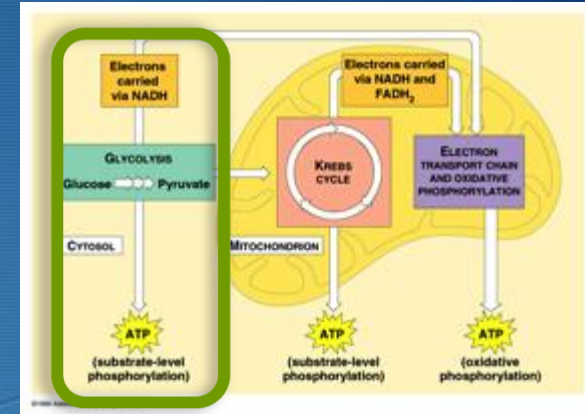 Electrons
carried
via NADH
Electrons carried
via NADH and
FADH₂
GLYCOLYSIS
Glucose Pyruvate
KREBS
CYCLE
ELECTRON
TRANSPORT CHAIN
AND OXIDATIVE
PHOSPHORYLATION
CYTOSOL
MITOCHONDRION
ATP
ATP
ATP
(substrate-level
phosphorylation)
(substrate-level
phosphorylation)
(oxidative
phosphorylation)